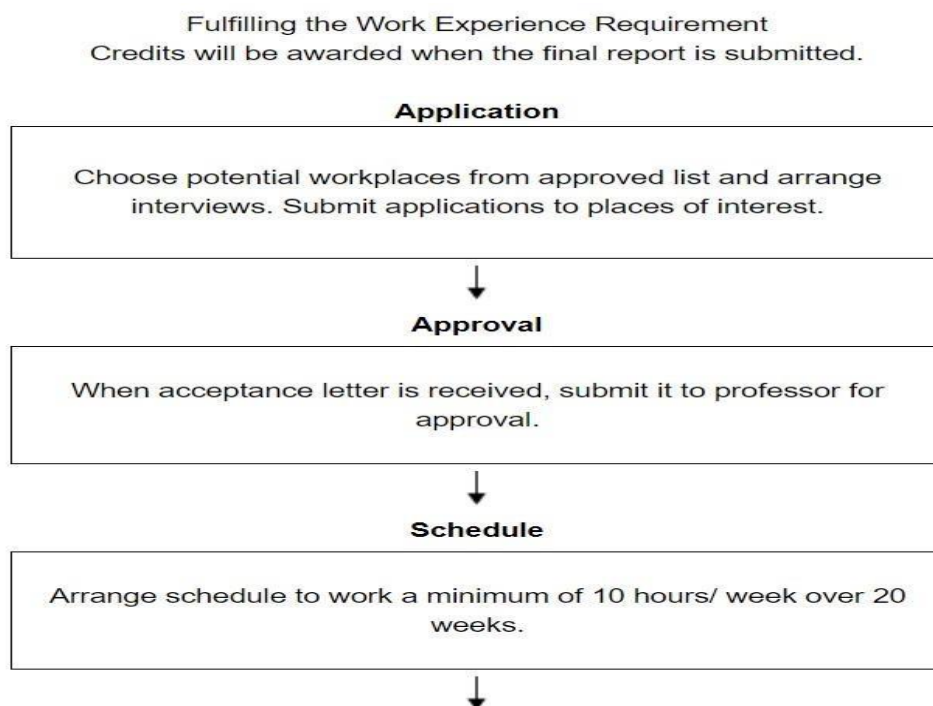 Fulfilling the Work Experience Requirement
Credits will be awarded when the final report is submitted.
Application
Choose potential workplaces from approved list and arrange
interviews. Submit applications to places of interest.
Approval
When acceptance letter is received, submit it to professor for
approval.
Schedule
Arrange schedule to work a minimum of 10 hours/ week over 20
weeks.